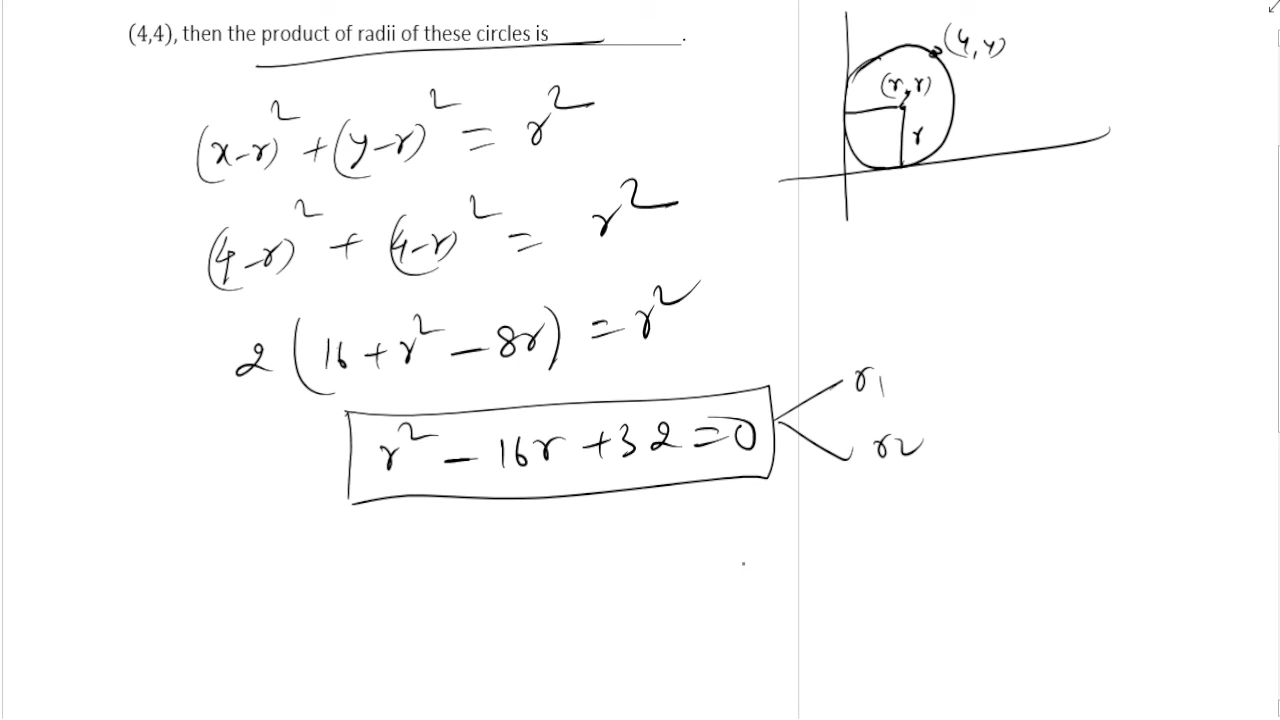 (4,4), then the product of radii of these circles is ____________.
(x-r)² + (y-r)² = r²
(4-r)² + (4-r)² = r²
2 (16 + r² - 8r) = r²
r² - 16r + 32 = 0
r1
r2
(4,4)
(r,r)
r